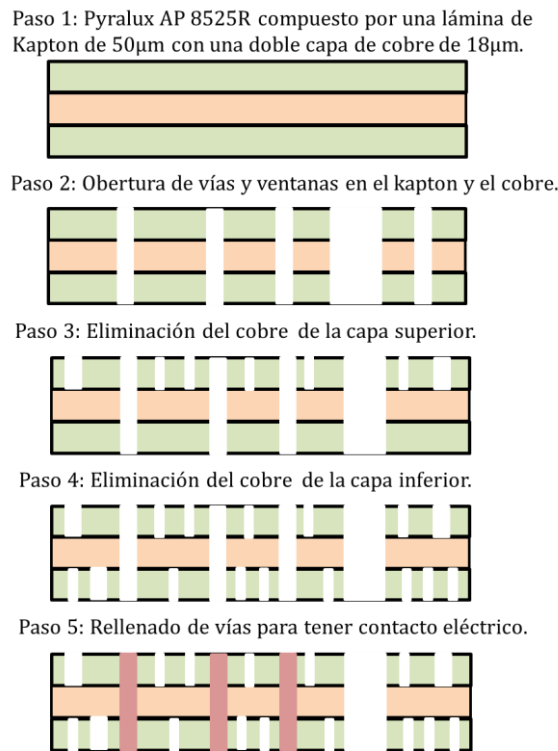 Paso 1: Pyralux AP 8525R compuesto por una lámina de
Kapton de 50μm con una doble capa de cobre de 18μm.
Paso 2: Obertura de vías y ventanas en el kapton y el cobre.
Paso 3: Eliminación del cobre de la capa superior.
Paso 4: Eliminación del cobre de la capa inferior.
Paso 5: Rellenado de vías para tener contacto eléctrico.